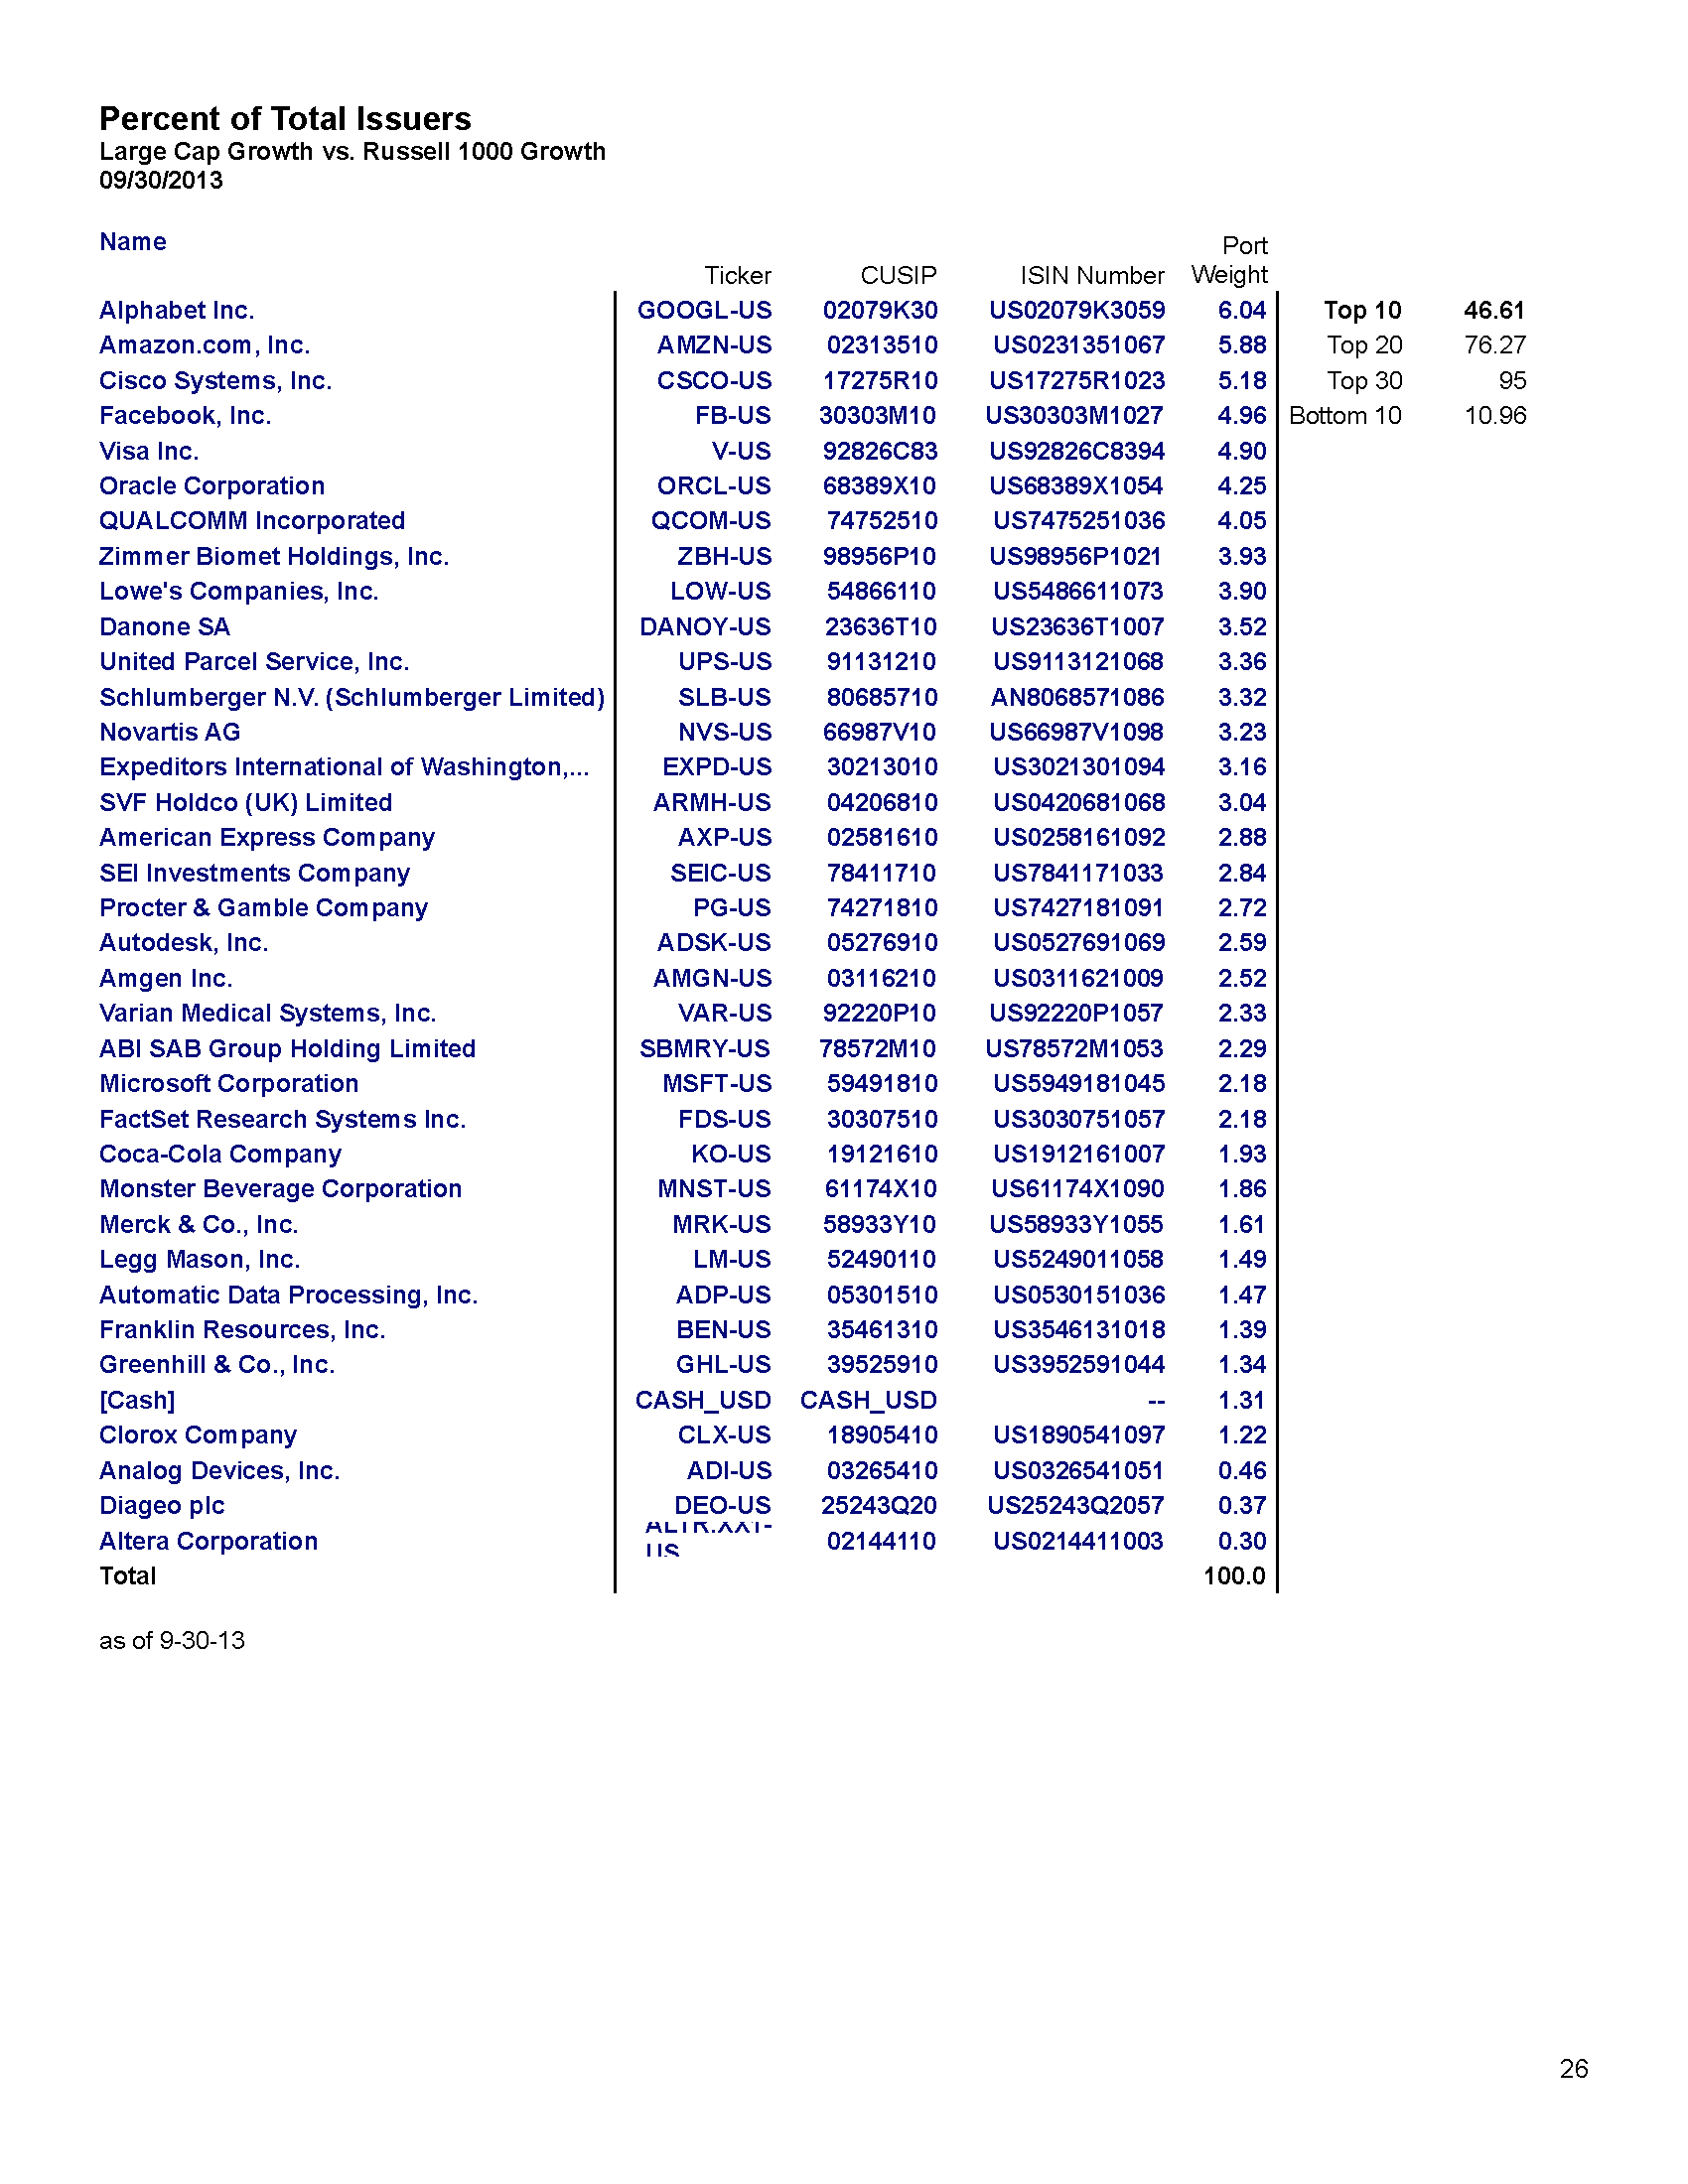 Percent of Total Issuers
Large Cap Growth vs. Russell 1000 Growth
09/30/2013
Name Ticker CUSIP ISIN Number Port Weight
Alphabet Inc. GOOGL-US 02079K30 US02079K3059 6.04 Top 10 46.61
Amazon.com, Inc. AMZN-US 02313510 US0231351067 5.88 Top 20 76.27
Cisco Systems, Inc. CSCO-US 17275R10 US17275R1023 5.18 Top 30 95
Facebook, Inc. FB-US 30303M10 US30303M1027 4.96 Bottom 10 10.96
Visa Inc. V-US 92826C83 US92826C8394 4.90
Oracle Corporation ORCL-US 68389X10 US68389X1054 4.25
QUALCOMM Incorporated QCOM-US 74752510 US7475251036 4.05
Zimmer Biomet Holdings, Inc. ZBH-US 98956P10 US98956P1021 3.93
Lowe's Companies, Inc. LOW-US 54866110 US5486611073 3.90
Danone SA DANOY-US 23636T10 US23636T1007 3.52
United Parcel Service, Inc. UPS-US 91131210 US9113121068 3.36
Schlumberger N.V. (Schlumberger Limited) SLB-US 80685710 AN8068571086 3.32
Novartis AG NVS-US 66987V10 US66987V1098 3.23
Expeditors International of Washington,... EXPD-US 30213010 US3021301094 3.16
SVF Holdco (UK) Limited ARMH-US 04206810 US0420681068 3.04
American Express Company AXP-US 02581610 US0258161092 2.88
SEI Investments Company SEIC-US 78411710 US7841171033 2.84
Procter & Gamble Company PG-US 74271810 US7427181091 2.72
Autodesk, Inc. ADSK-US 05276910 US0527691069 2.59
Amgen Inc. AMGN-US 03116210 US0311621009 2.52
Varian Medical Systems, Inc. VAR-US 92220P10 US92220P1057 2.33
ABI SAB Group Holding Limited SBMRY-US 78572M10 US78572M1053 2.29
Microsoft Corporation MSFT-US 59491810 US5949181045 2.18
FactSet Research Systems Inc. FDS-US 30307510 US3030751057 2.18
Coca-Cola Company KO-US 19121610 US1912161007 1.93
Monster Beverage Corporation MNST-US 61174X10 US61174X1090 1.86
Merck & Co., Inc. MRK-US 58933Y10 US58933Y1055 1.61
Legg Mason, Inc. LM-US 52490110 US5249011058 1.49
Automatic Data Processing, Inc. ADP-US 05301510 US0530151036 1.47
Franklin Resources, Inc. BEN-US 35461310 US3546131018 1.39
Greenhill & Co., Inc. GHL-US 39525910 US3952591044 1.34
[Cash] CASH_USD CASH_USD -- 1.31
Clorox Company CLX-US 18905410 US1890541097 1.22
Analog Devices, Inc. ADI-US 03265410 US0326541051 0.46
Diageo plc DEO-US 25243Q20 US25243Q2057 0.37
Altera Corporation 02144110 US0214411003 0.30
Total 100.0
as of 9-30-13
26